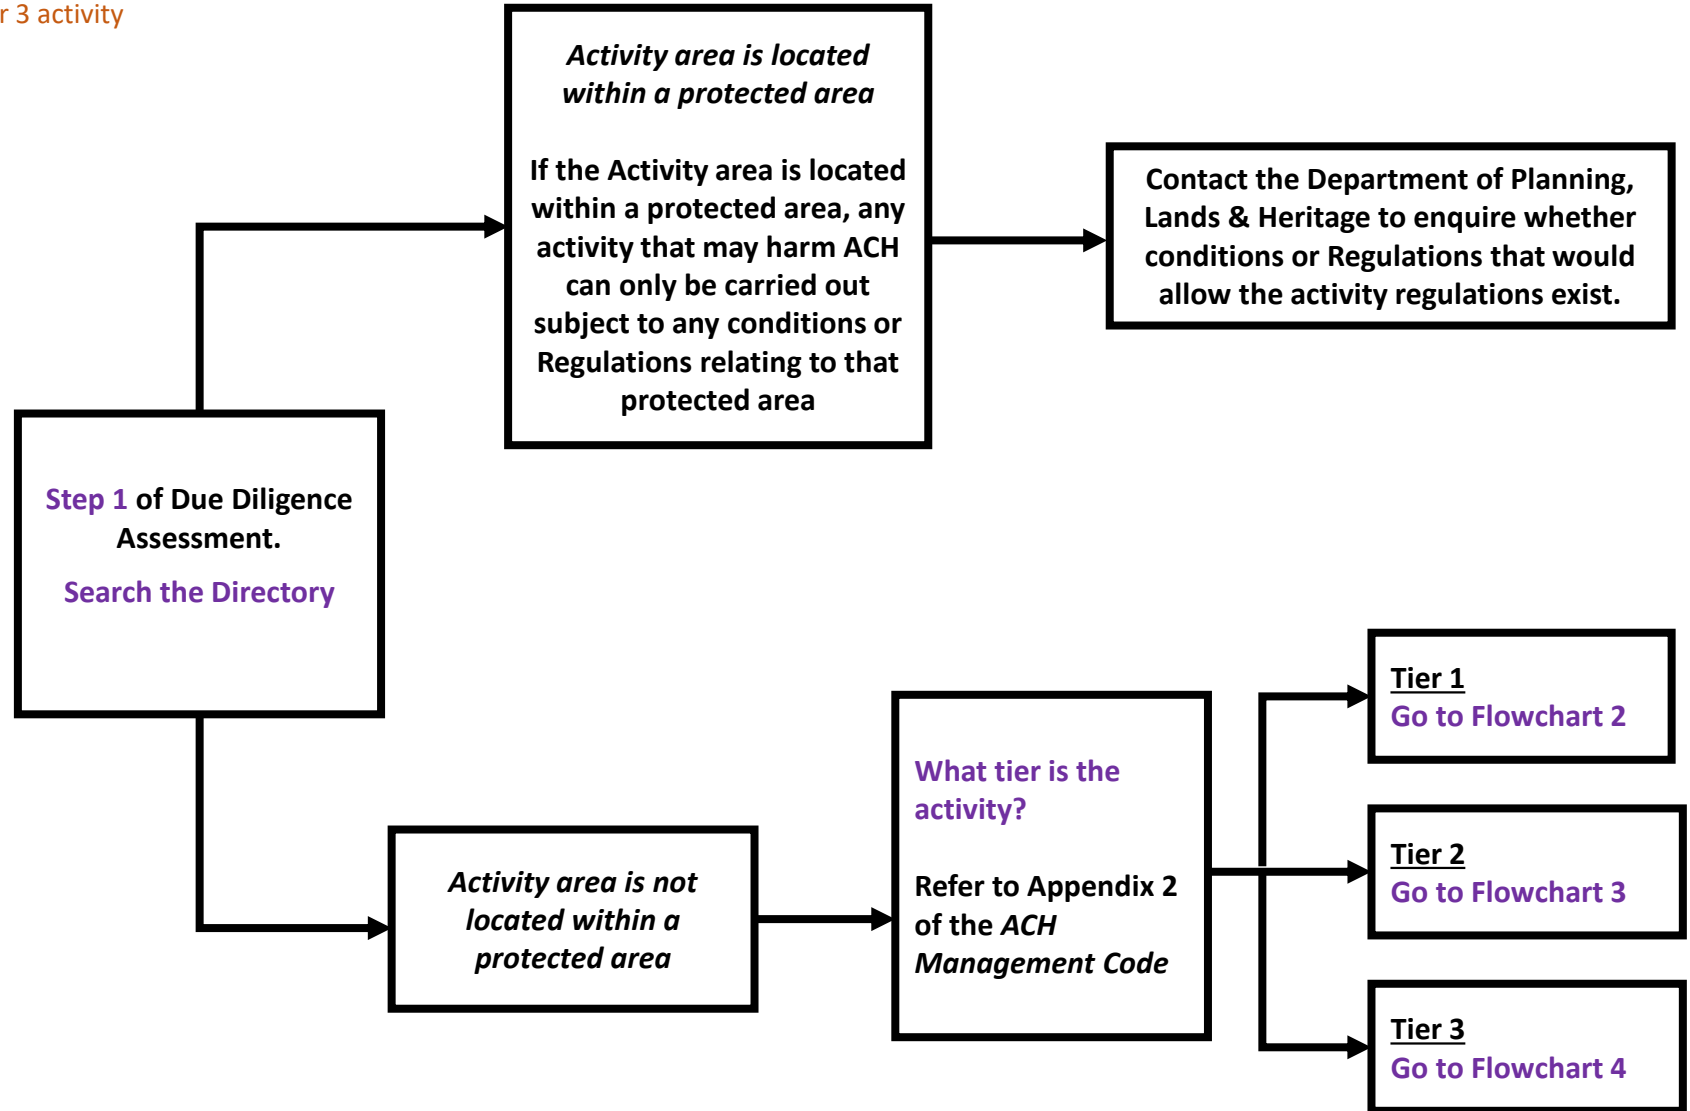 r 3 activity
Activity area is located
within a protected area
If the Activity area is located
within a protected area, any
activity that may harm ACH
can only be carried out
subject to any conditions or
Regulations relating to that
protected area
Contact the Department of Planning,
Lands & Heritage to enquire whether
conditions or Regulations that would
allow the activity regulations exist.
Step 1 of Due Diligence
Assessment.
Search the Directory
Activity area is not
located within a
protected area
What tier is the
activity?
Refer to Appendix 2
of the ACH
Management Code
Tier 1
Go to Flowchart 2
Tier 2
Go to Flowchart 3
Tier 3
Go to Flowchart 4